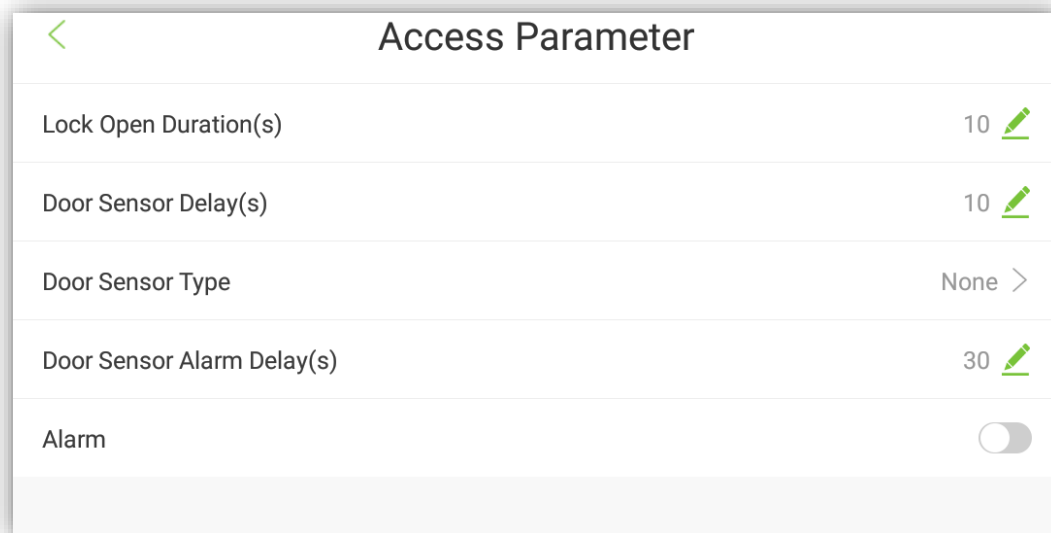 Access Parameter
Lock Open Duration(s) 10
Door Sensor Delay(s) 10
Door Sensor Type None
Door Sensor Alarm Delay(s) 30
Alarm